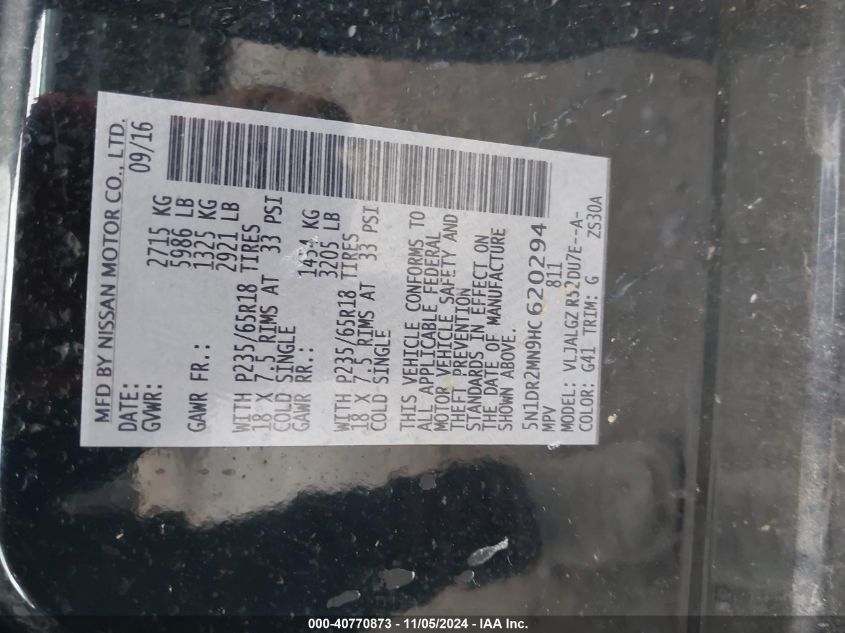 MFD BY NISSAN MOTOR CO., LTD.
DATE: 09/16
GVWR: 2715 KG
5986 LB
GAWR FR.: 1325 KG
2921 LB
WITH P235/65R18 TIRES
18 X 7.5 RIMS AT 33 PSI
COLD SINGLE
GAWR RR.: 1454 KG
3205 LB
WITH P235/65R18 TIRES
18 X 7.5 RIMS AT 33 PSI
COLD SINGLE
THIS VEHICLE CONFORMS TO
ALL APPLICABLE FEDERAL
MOTOR VEHICLE SAFETY AND
THEFT PREVENTION
STANDARDS IN EFFECT ON
THE DATE OF MANUFACTURE
SHOWN ABOVE.
5N1DR2MN9HC620294
MPV 811
MODEL: VLJALGZ R52DU7E--A-
COLOR: G41 TRIM: G ZS30A
000-40770873 - 11/05/2024 - IAA Inc.